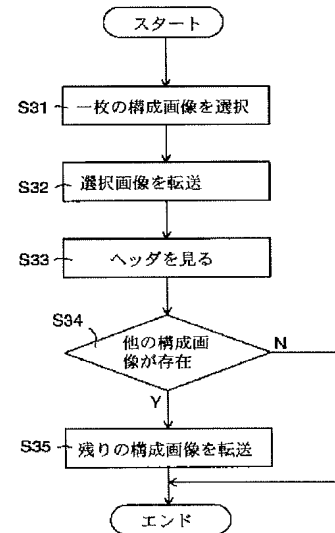 スタート
S31
一枚の構成画像を選択
S32
選択画像を転送
S33
ヘッダを見る
S34
他の構成画
像が存在
N
Y
S35
残りの構成画像を転送
エンド